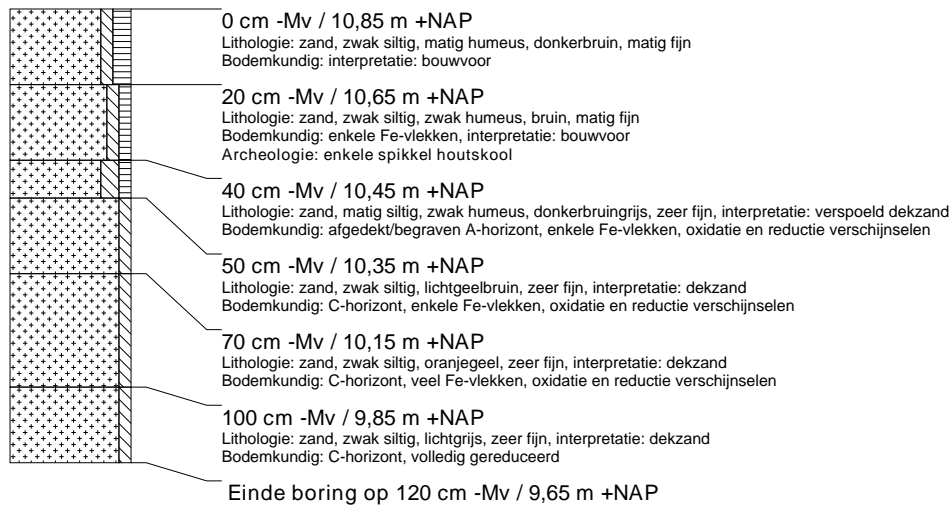 0 cm -Mv / 10,85 m +NAP
Lithologie: zand, zwak siltig, matig humeus, donkerbruin, matig fijn
Bodemkundig: interpretatie: bouwvoor
20 cm -Mv / 10,65 m +NAP
Lithologie: zand, zwak siltig, zwak humeus, bruin, matig fijn
Bodemkundig: enkele Fe-vlekken, interpretatie: bouwvoor
Archeologie: enkele spikkel houtskool
40 cm -Mv / 10,45 m +NAP
Lithologie: zand, matig siltig, zwak humeus, donkerbruingrijs, zeer fijn, interpretatie: verspoeld dekzand
Bodemkundig: afgedekt/begraven A-horizont, enkele Fe-vlekken, oxidatie en reductie verschijnselen
50 cm -Mv / 10,35 m +NAP
Lithologie: zand, zwak siltig, lichtgeelbruin, zeer fijn, interpretatie: dekzand
Bodemkundig: C-horizont, enkele Fe-vlekken, oxidatie en reductie verschijnselen
70 cm -Mv / 10,15 m +NAP
Lithologie: zand, zwak siltig, oranjegeel, zeer fijn, interpretatie: dekzand
Bodemkundig: C-horizont, veel Fe-vlekken, oxidatie en reductie verschijnselen
100 cm -Mv / 9,85 m +NAP
Lithologie: zand, zwak siltig, lichtgrijs, zeer fijn, interpretatie: dekzand
Bodemkundig: C-horizont, volledig gereduceerd
Einde boring op 120 cm -Mv / 9,65 m +NAP